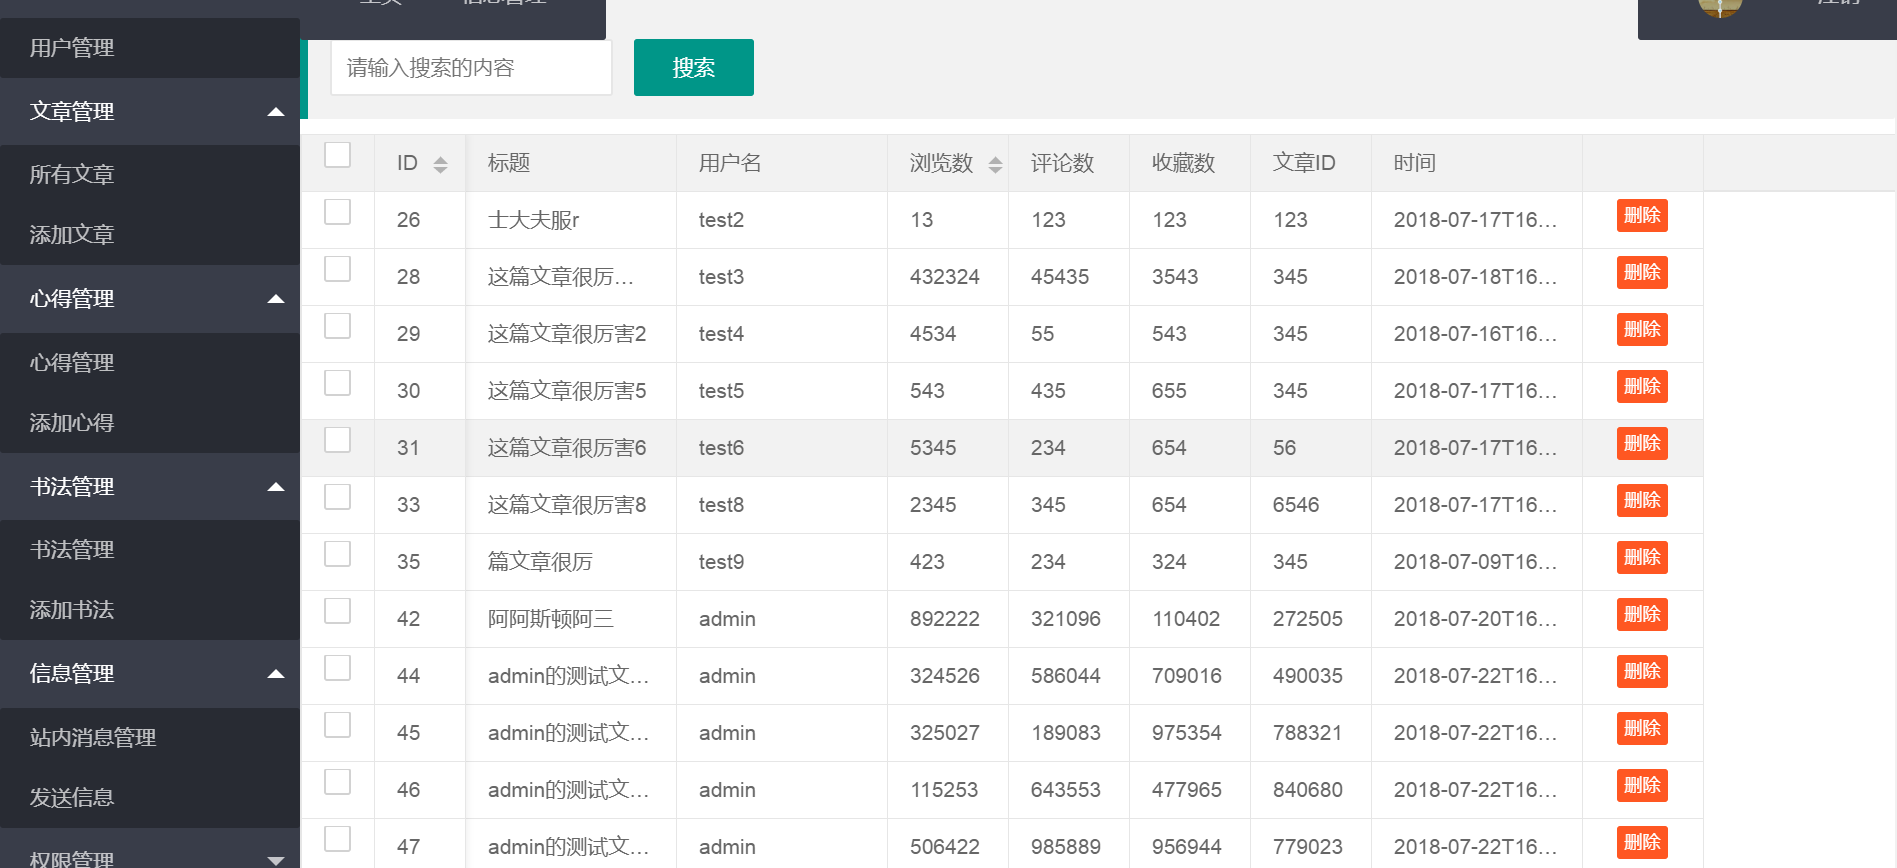 主页 信息管理 注销
用户管理
文章管理
所有文章
添加文章
心得管理
心得管理
添加心得
书法管理
书法管理
添加书法
信息管理
站内消息管理
发送信息
权限管理
请输入搜索的内容 搜索
ID 标题 用户名 浏览数 评论数 收藏数 文章ID 时间
26 士大夫服r test2 13 123 123 123 2018-07-17T16… 删除
28 这篇文章很厉… test3 432324 45435 3543 345 2018-07-18T16… 删除
29 这篇文章很厉害2 test4 4534 55 543 345 2018-07-16T16… 删除
30 这篇文章很厉害5 test5 543 435 655 345 2018-07-17T16… 删除
31 这篇文章很厉害6 test6 5345 234 654 56 2018-07-17T16… 删除
33 这篇文章很厉害8 test8 2345 345 654 6546 2018-07-17T16… 删除
35 篇文章很厉 test9 423 234 324 345 2018-07-09T16… 删除
42 阿阿斯顿阿三 admin 892222 321096 110402 272505 2018-07-20T16… 删除
44 admin的测试文… admin 324526 586044 709016 490035 2018-07-22T16… 删除
45 admin的测试文… admin 325027 189083 975354 788321 2018-07-22T16… 删除
46 admin的测试文… admin 115253 643553 477965 840680 2018-07-22T16… 删除
47 admin的测试文… admin 506422 985889 956944 779023 2018-07-22T16… 删除